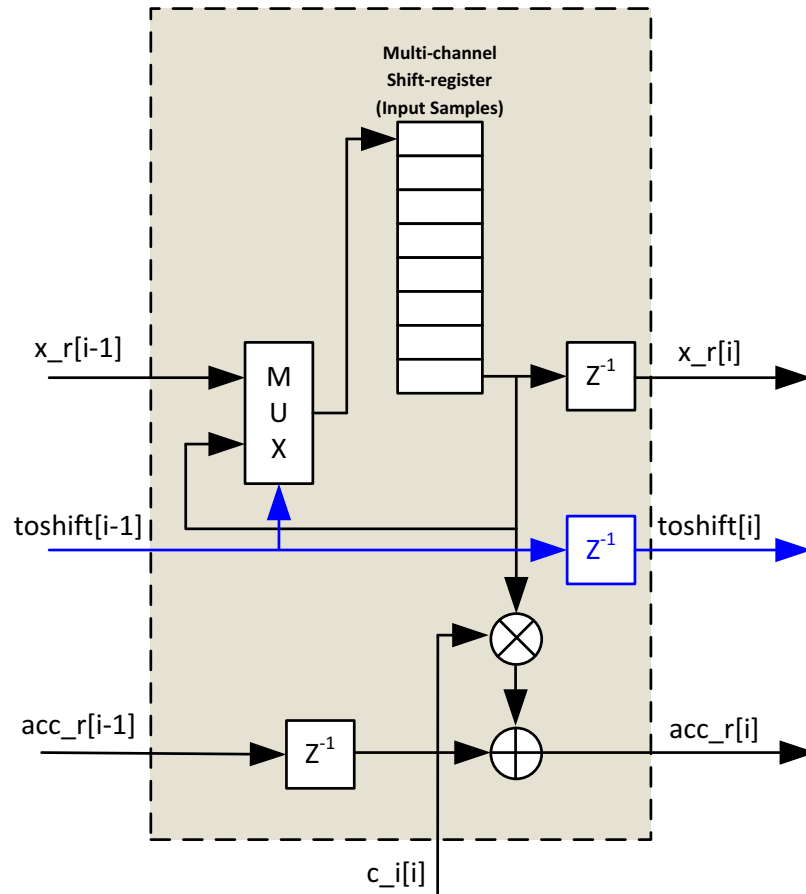 Multi-channel
Shift-register
(Input Samples)
x_r[i-1]
M
U
X
Z-1
x_r[i]
toshift[i-1]
Z-1
toshift[i]
acc_r[i-1]
Z-1
acc_r[i]
c_i[i]